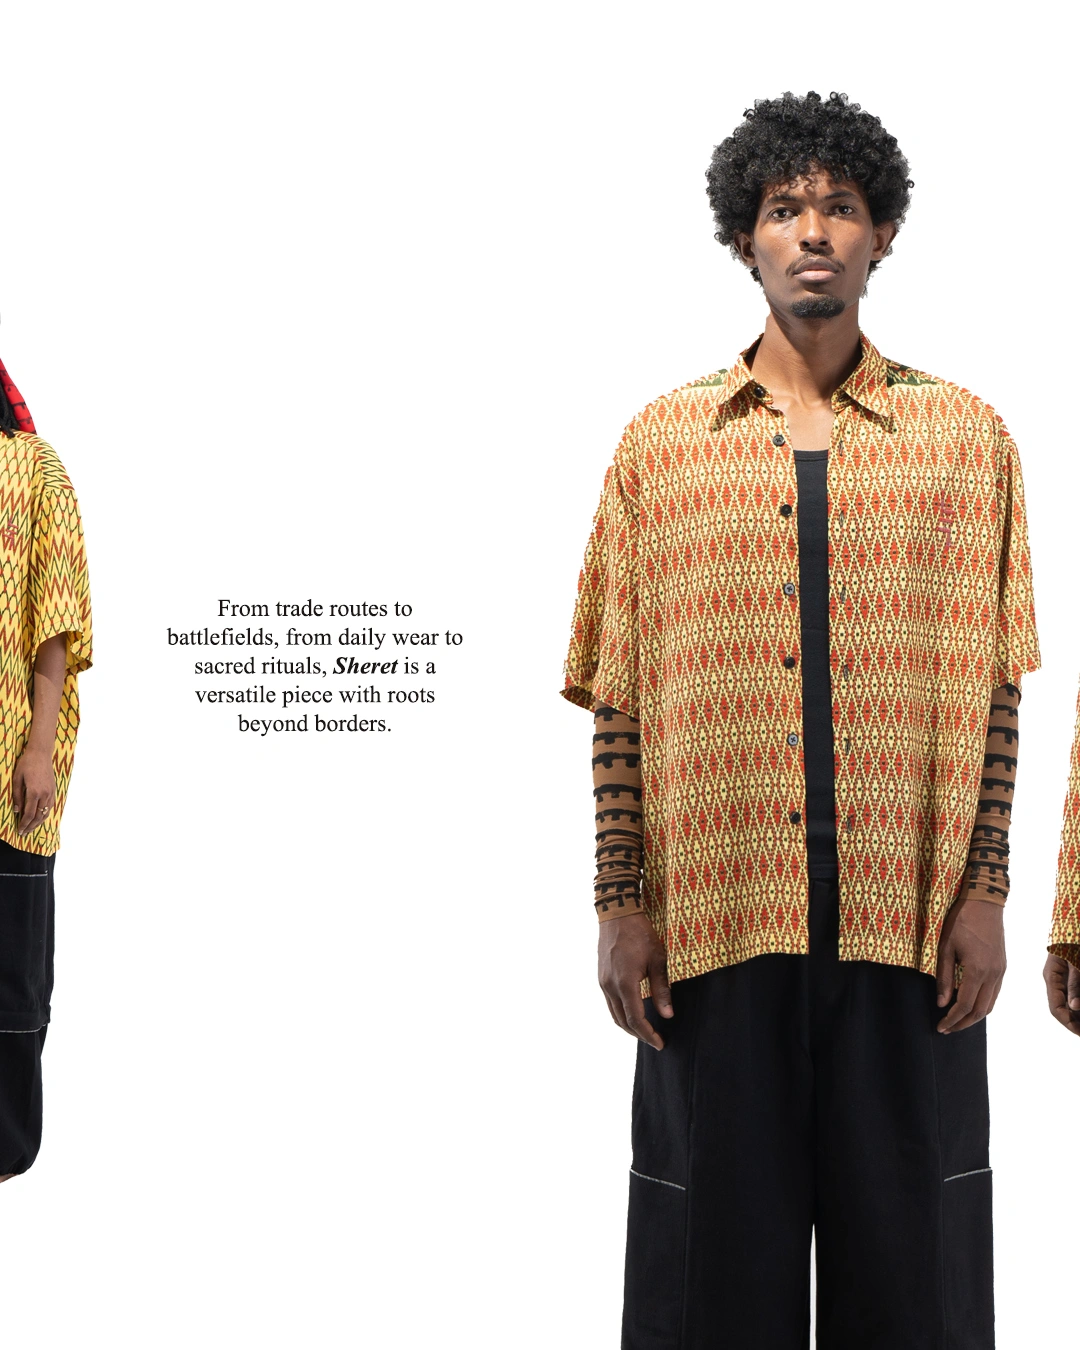 From trade routes to
battlefields, from daily wear to
sacred rituals, Sheret is a
versatile piece with roots
beyond borders.